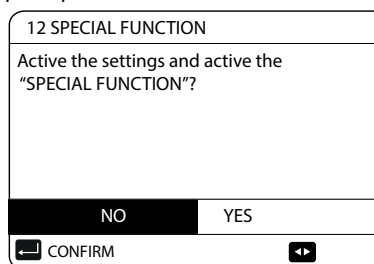 12 SPECIAL FUNCTION
Active the settings and active the
“SPECIAL FUNCTION”?
NO YES
CONFIRM